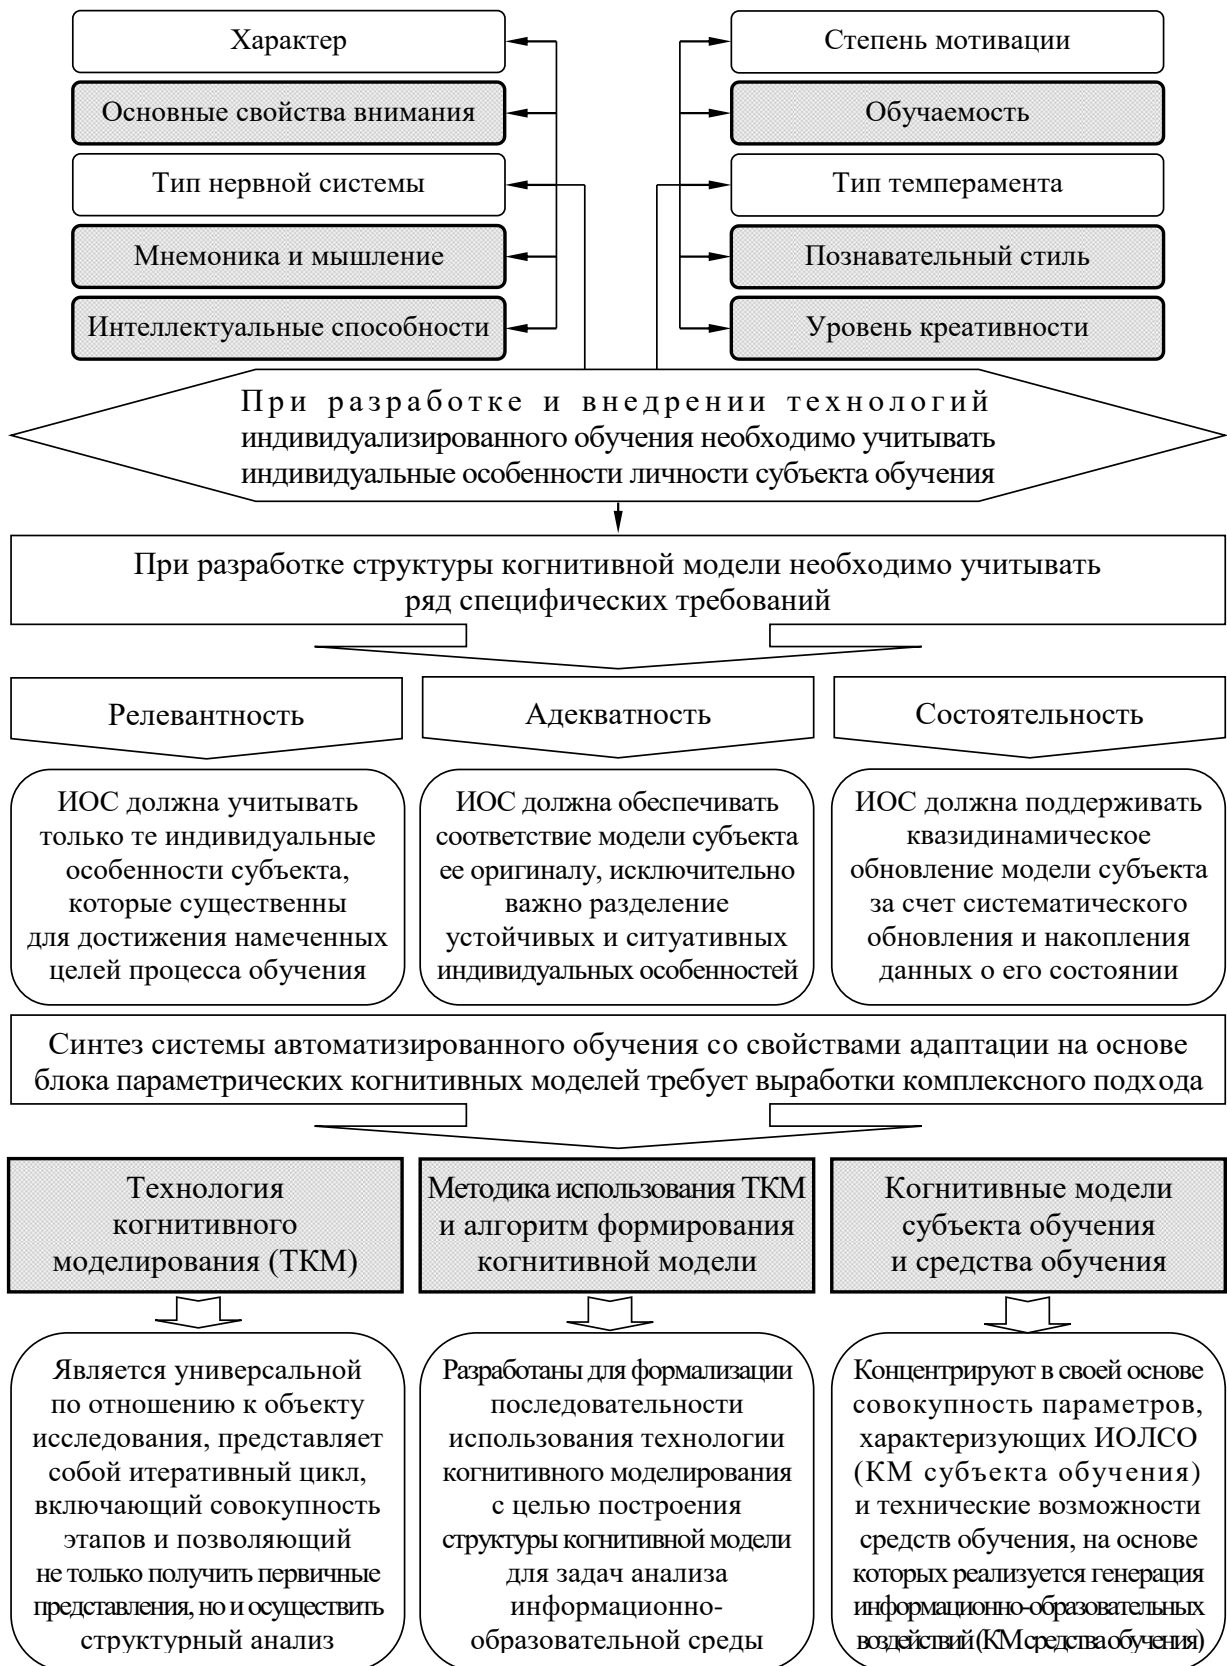 Характер
Степень мотивации
Основные свойства внимания
Обучаемость
Тип нервной системы
Тип темперамента
Мнемоника и мышление
Познавательный стиль
Интеллектуальные способности
Уровень креативности
При разработке и внедрении технологий
индивидуализированного обучения необходимо учитывать
индивидуальные особенности личности субъекта обучения
При разработке структуры когнитивной модели необходимо учитывать
ряд специфических требований
Релевантность
Адекватность
Состоятельность
ИОС должна учитывать
только те индивидуальные
особенности субъекта,
которые существенны
для достижения намеченных
целей процесса обучения
ИОС должна обеспечивать
соответствие модели субъекта
ее оригиналу, исключительно
важно разделение
устойчивых и ситуативных
индивидуальных особенностей
ИОС должна поддерживать
квазидинамическое
обновление модели субъекта
за счет систематического
обновления и накопления
данных о его состоянии
Синтез системы автоматизированного обучения со свойствами адаптации на основе
блока параметрических когнитивных моделей требует выработки комплексного подхода
Технология
когнитивного
моделирования (ТКМ)
Методика использования ТКМ
и алгоритм формирования
когнитивной модели
Когнитивные модели
субъекта обучения
и средства обучения
Является универсальной
по отношению к объекту
исследования, представляет
собой итеративный цикл,
включающий совокупность
этапов и позволяющий
не только получить первичные
представления, но и осуществить
структурный анализ
Разработаны для формализации
последовательности
использования технологии
когнитивного моделирования
с целью построения
структуры когнитивной модели
для задач анализа
информационно-
образовательной среды
Концентрируют в своей основе
совокупность параметров,
характеризующих ИОЛСО
(КМ субъекта обучения)
и технические возможности
средств обучения, на основе
которых реализуется генерация
информационно-образовательных
воздействий (КМ средства обучения)